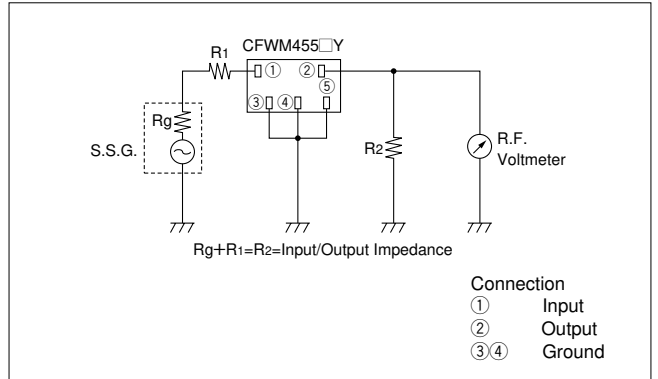 CFWM455□Y
R1
① ②
⑤
③ ④
Rg
S.S.G.
R2
R.F.
Voltmeter
Rg+R1=R2=Input/Output Impedance
Connection
① Input
② Output
③④ Ground